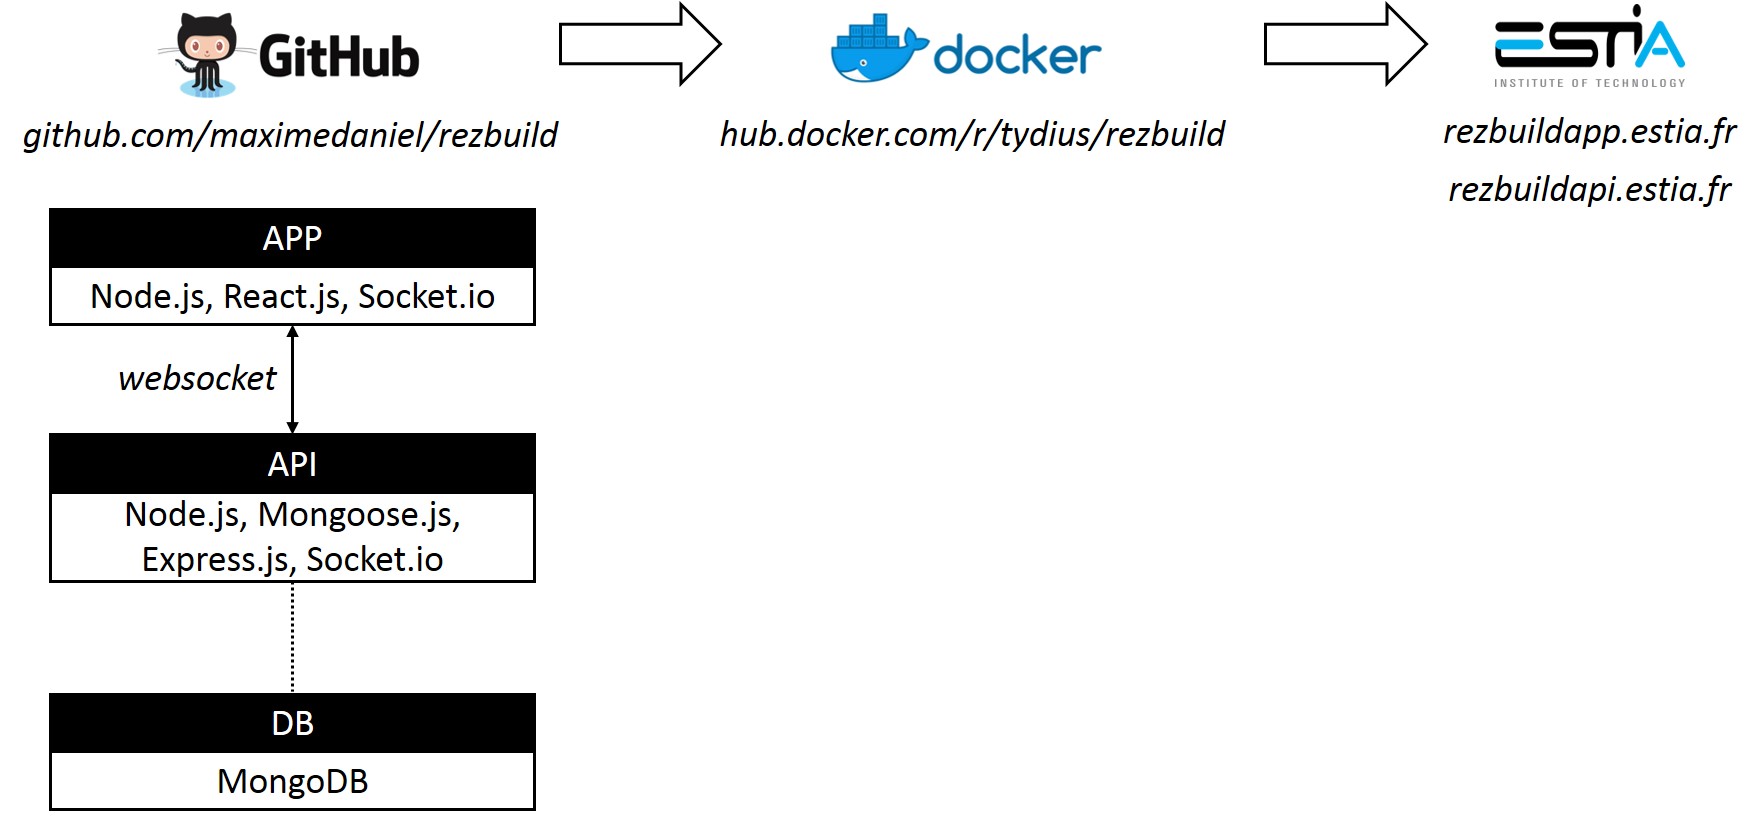 GitHub
docker
ESTIA
INSTITUTE OF TECHNOLOGY
github.com/maximedaniel/rezbuild
hub.docker.com/r/tydius/rezbuild
rezbuildapp.estia.fr
rezbuildapi.estia.fr
APP
Node.js, React.js, Socket.io
websocket
API
Node.js, Mongoose.js,
Express.js, Socket.io
DB
MongoDB